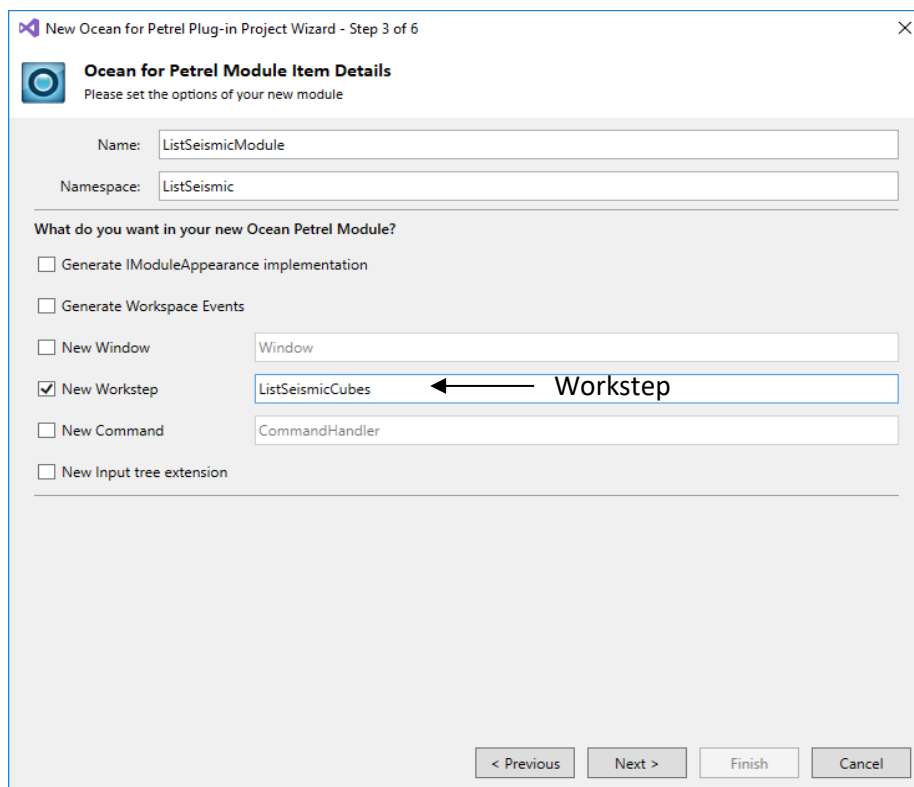 New Ocean for Petrel Plug-in Project Wizard - Step 3 of 6
Ocean for Petrel Module Item Details
Please set the options of your new module
Name: ListSeismicModule
Namespace: ListSeismic
What do you want in your new Ocean Petrel Module?
Generate IModuleAppearance implementation
Generate Workspace Events
New Window Window
New Workstep ListSeismicCubes Workstep
New Command CommandHandler
New Input tree extension
< Previous Next > Finish Cancel